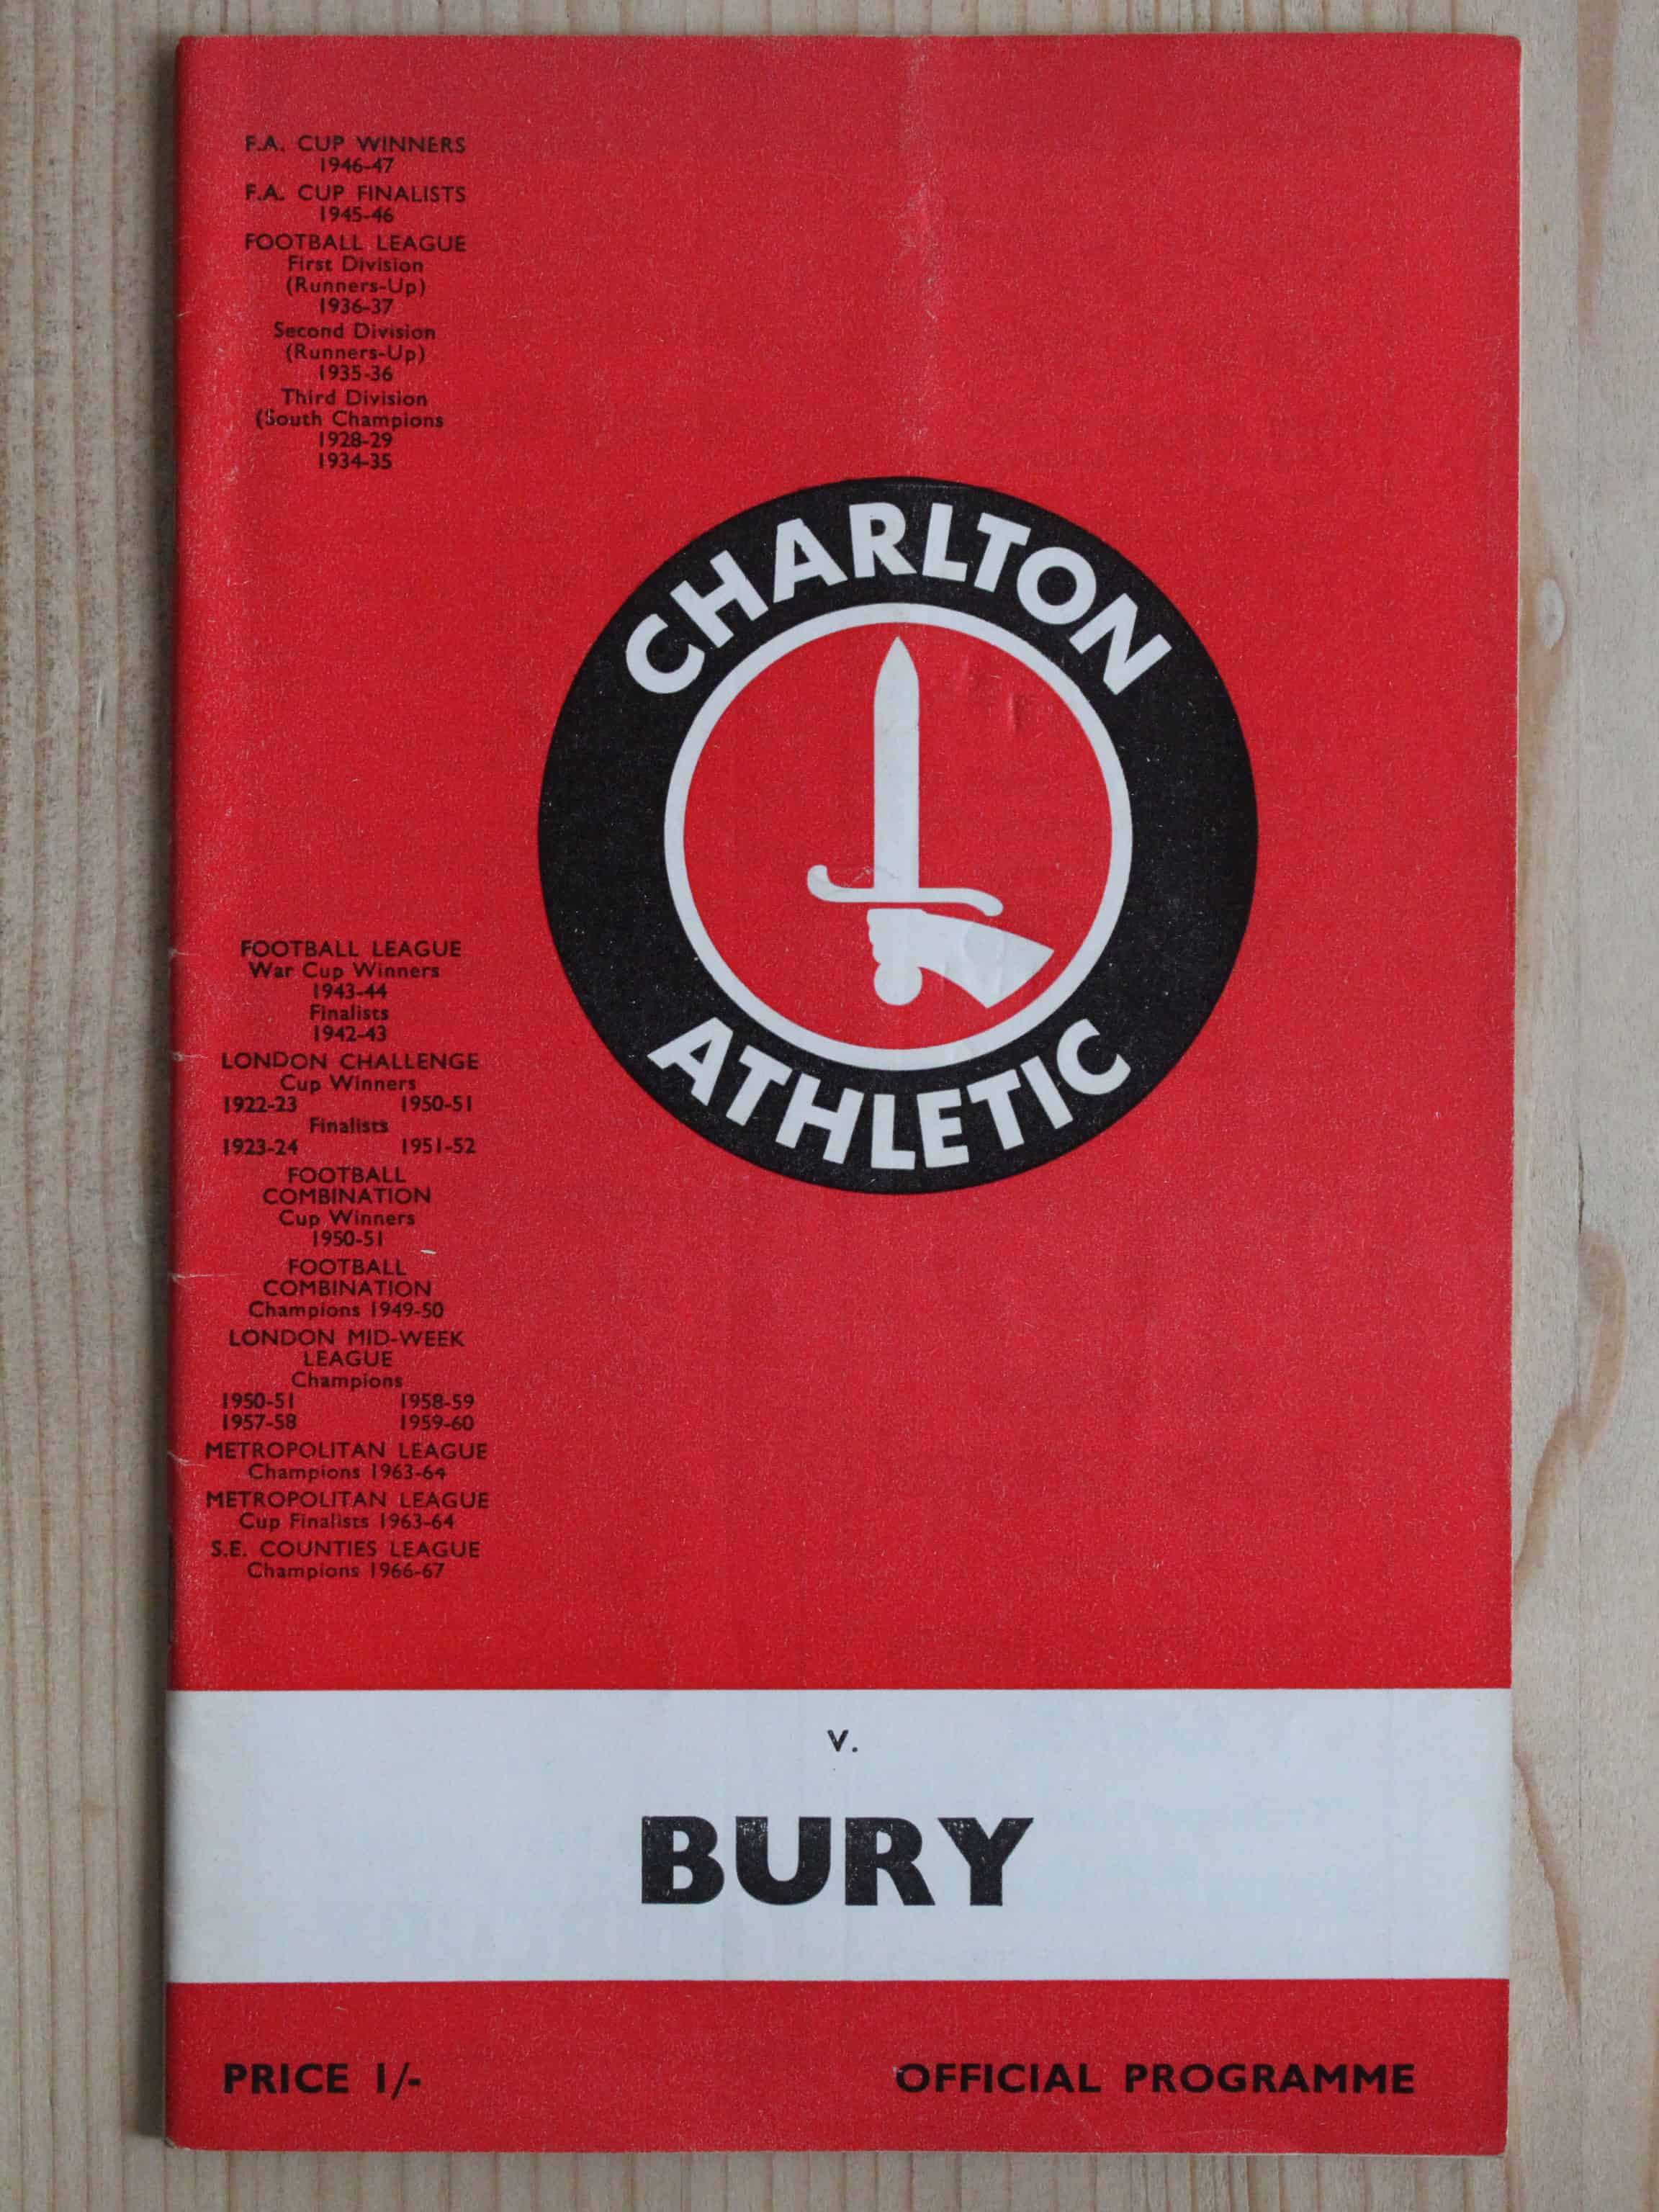 F.A. CUP WINNERS
1946-47
F.A. CUP FINALISTS
1945-46
FOOTBALL LEAGUE
First Division
(Runners-Up)
1936-37
Second Division
(Runners-Up)
1935-36
Third Division
(South Champions
1928-29
1934-35
CHARLTON
ATHLETIC
FOOTBALL LEAGUE
War Cup Winners
1943-44
Finalists
1942-43
LONDON CHALLENGE
Cup Winners
1922-23 1950-51
Finalists
1923-24 1951-52
FOOTBALL
COMBINATION
Cup Winners
1950-51
FOOTBALL
COMBINATION
Champions 1949-50
LONDON MID-WEEK
LEAGUE
Champions
1950-51 1958-59
1957-58 1959-60
METROPOLITAN LEAGUE
Champions 1963-64
METROPOLITAN LEAGUE
Cup Finalists 1963-64
S.E. COUNTIES LEAGUE
Champions 1966-67
v.
BURY
PRICE 1/- OFFICIAL PROGRAMME